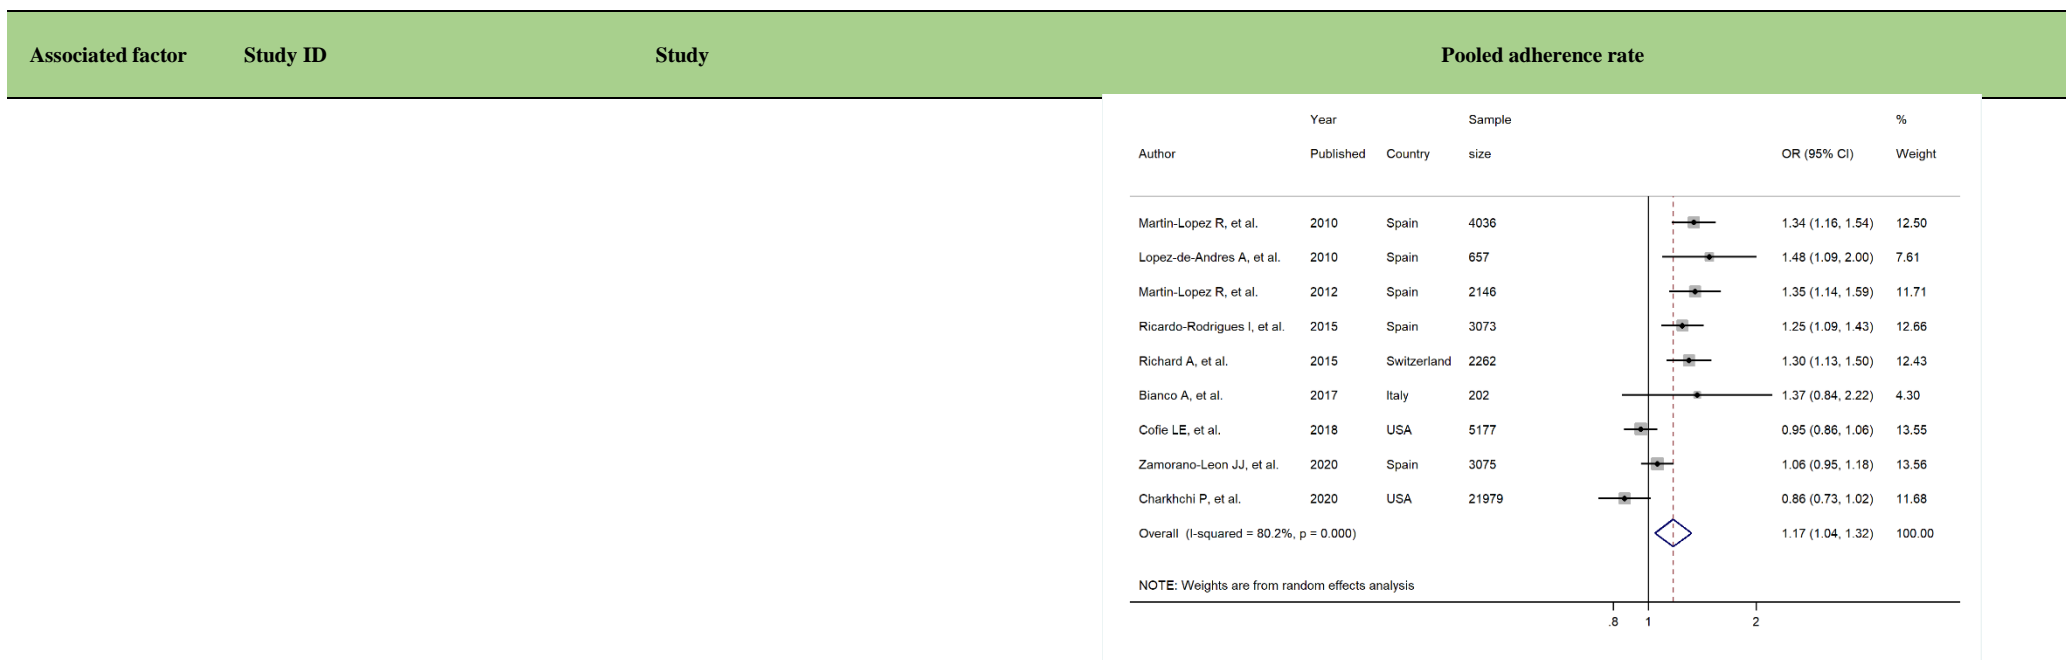 Associated factor Study ID Study Pooled adherence rate
Year Sample %
Author Published Country size OR (95% CI) Weight
Martin-Lopez R, et al. 2010 Spain 4036 1.34 (1.16, 1.54) 12.50
Lopez-de-Andres A, et al. 2010 Spain 657 1.48 (1.09, 2.00) 7.61
Martin-Lopez R, et al. 2012 Spain 2146 1.35 (1.14, 1.59) 11.71
Ricardo-Rodrigues I, et al. 2015 Spain 3073 1.25 (1.09, 1.43) 12.66
Richard A, et al. 2015 Switzerland 2262 1.30 (1.13, 1.50) 12.43
Bianco A, et al. 2017 Italy 202 1.37 (0.84, 2.22) 4.30
Cofie LE, et al. 2018 USA 5177 0.95 (0.86, 1.06) 13.55
Zamorano-Leon JJ, et al. 2020 Spain 3075 1.06 (0.95, 1.18) 13.56
Charkhchi P, et al. 2020 USA 21979 0.86 (0.73, 1.02) 11.68
Overall (I-squared = 80.2%, p = 0.000) 1.17 (1.04, 1.32) 100.00
NOTE: Weights are from random effects analysis
.8 1 2